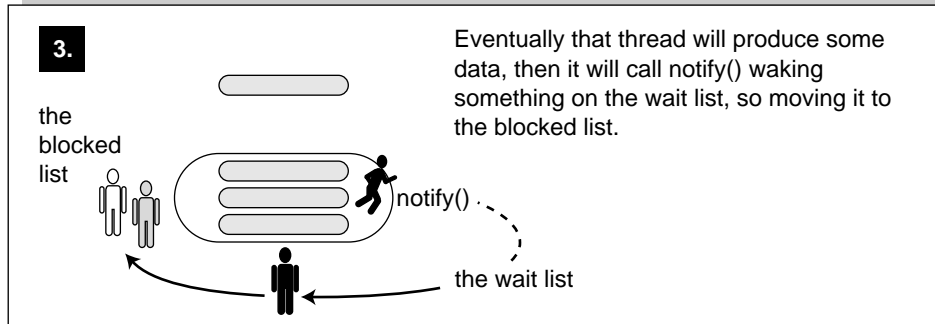 3.
Eventually that thread will produce some
data, then it will call notify() waking
something on the wait list, so moving it to
the blocked list.
the
blocked
list
notify()
the wait list